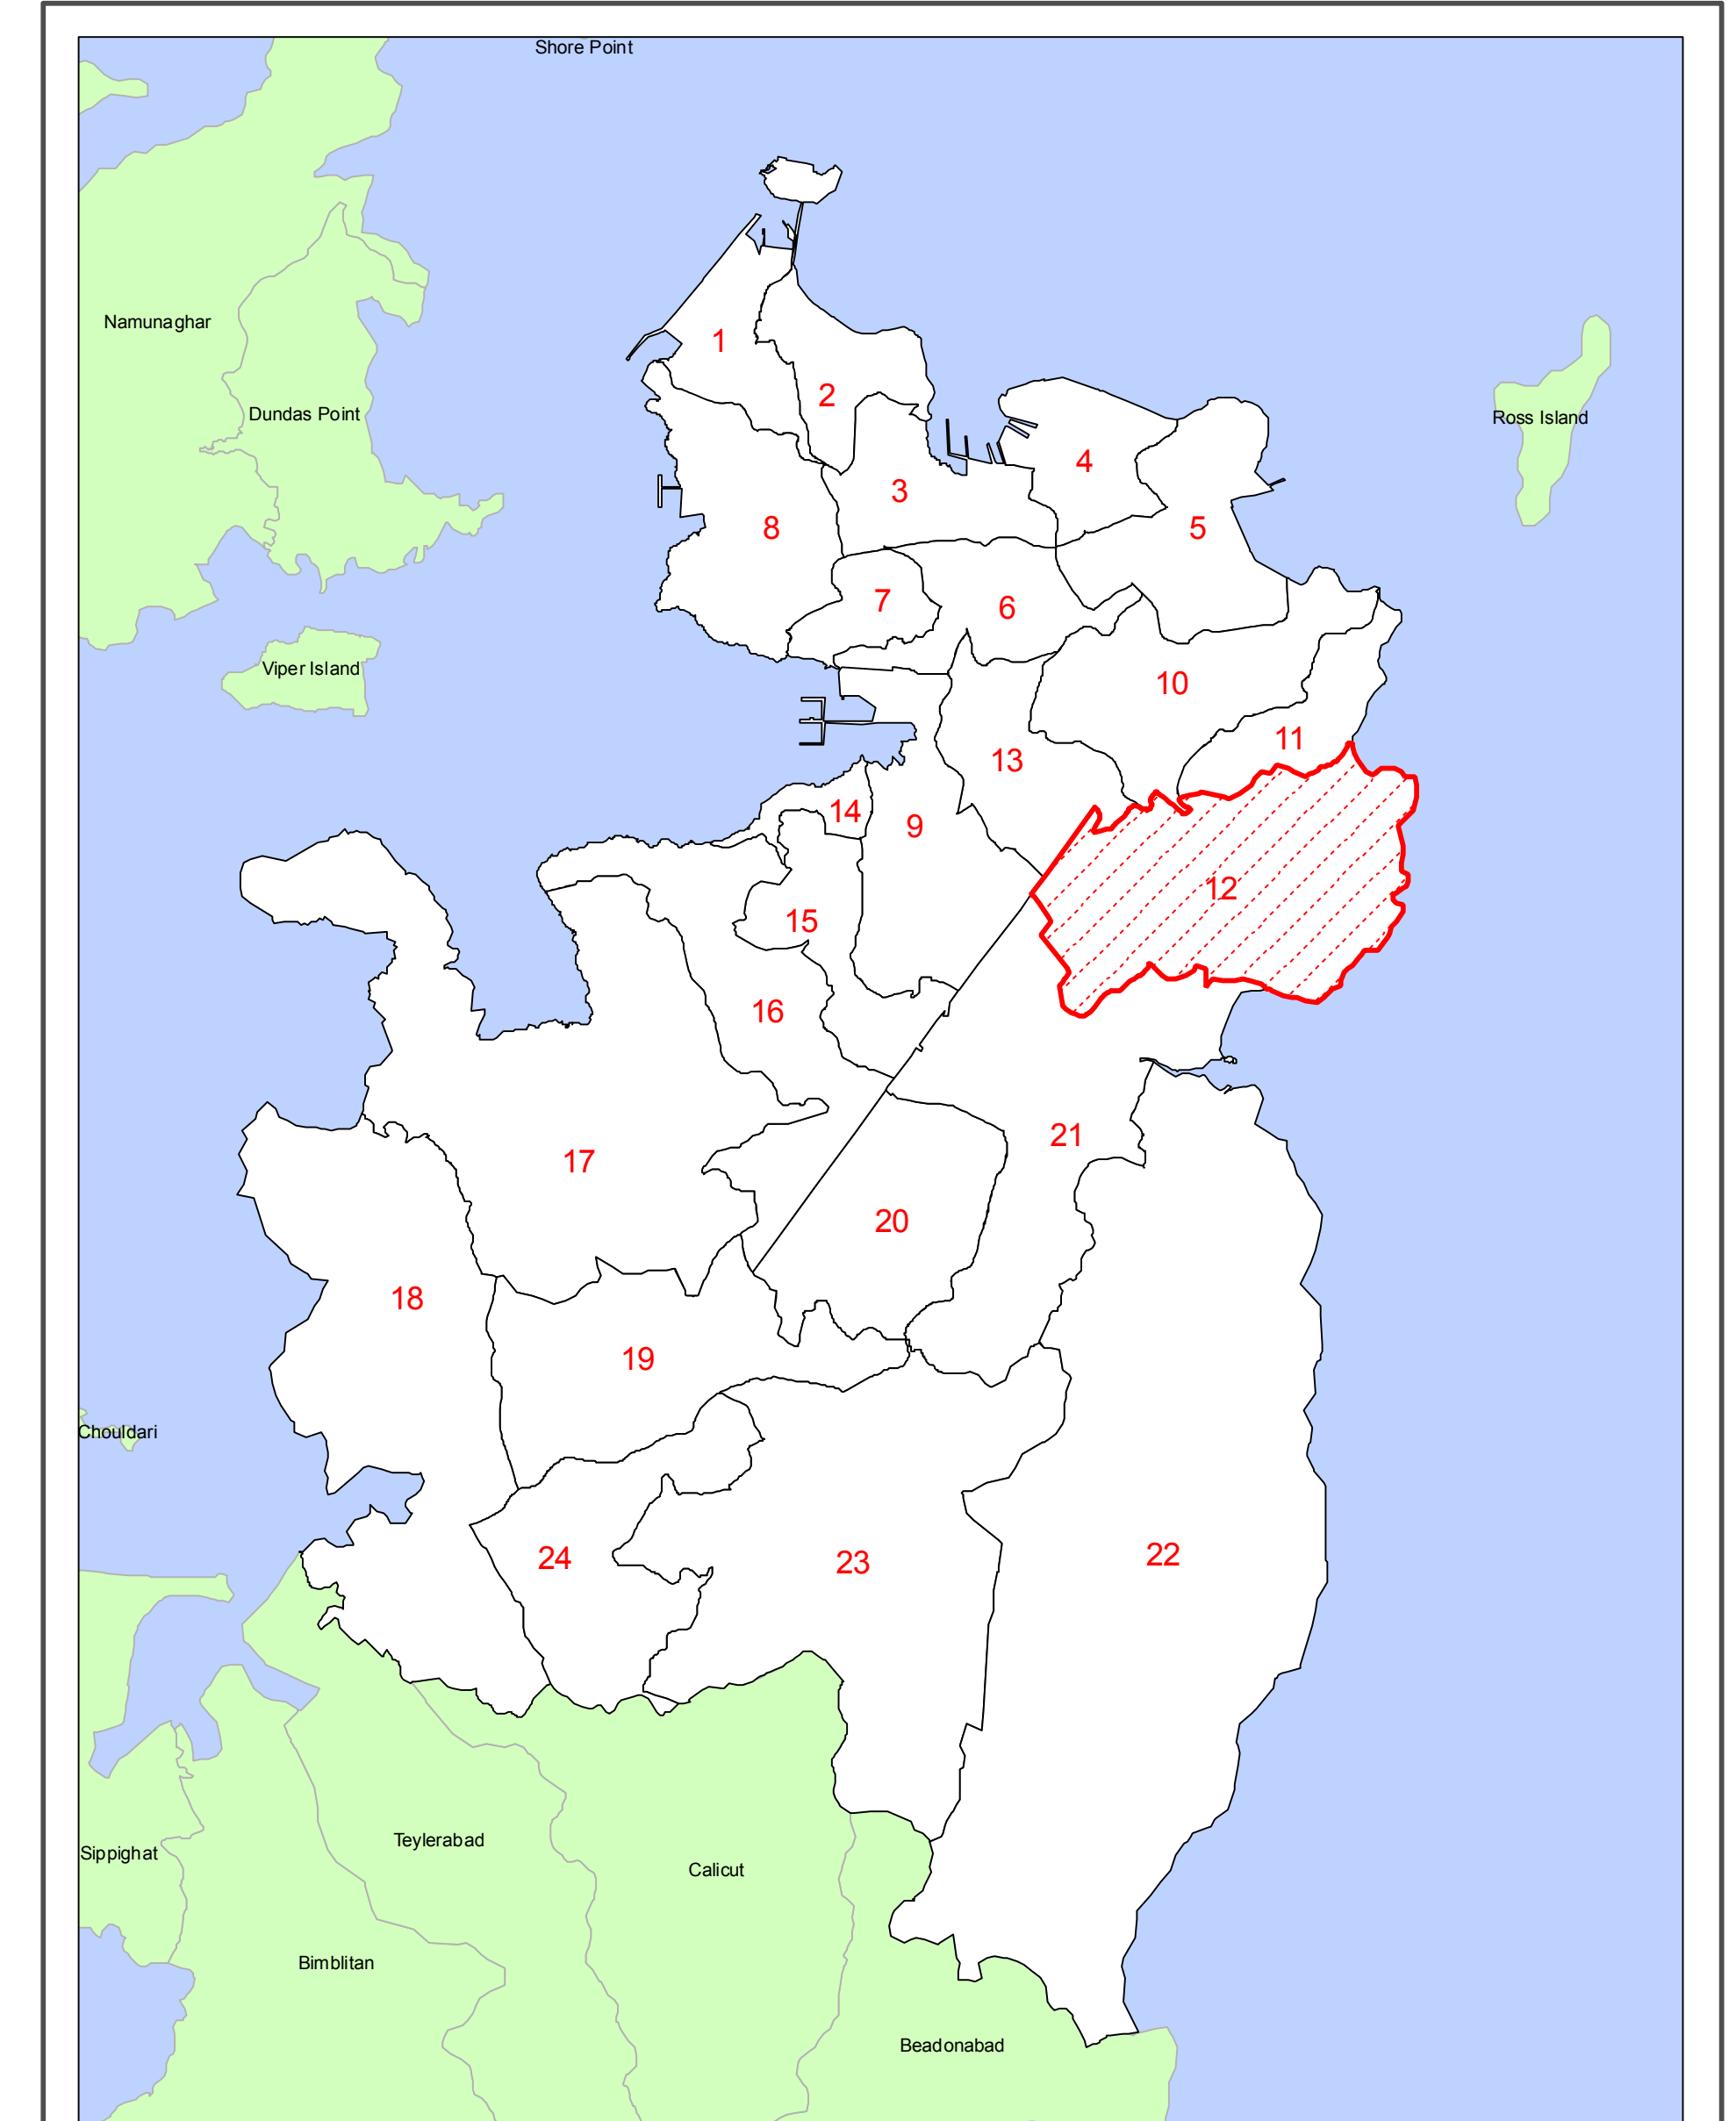 Shore Point
Namunaghar
1
2
Dundas Point
Ross Island
4
3
8
5
7
6
Viper Island
10
11
13
14
9
12
15
16
21
17
20
18
19
Chouldari
22
24
23
Teylerabad
Sippighat
Calicut
Bimblitan
Beadonabad